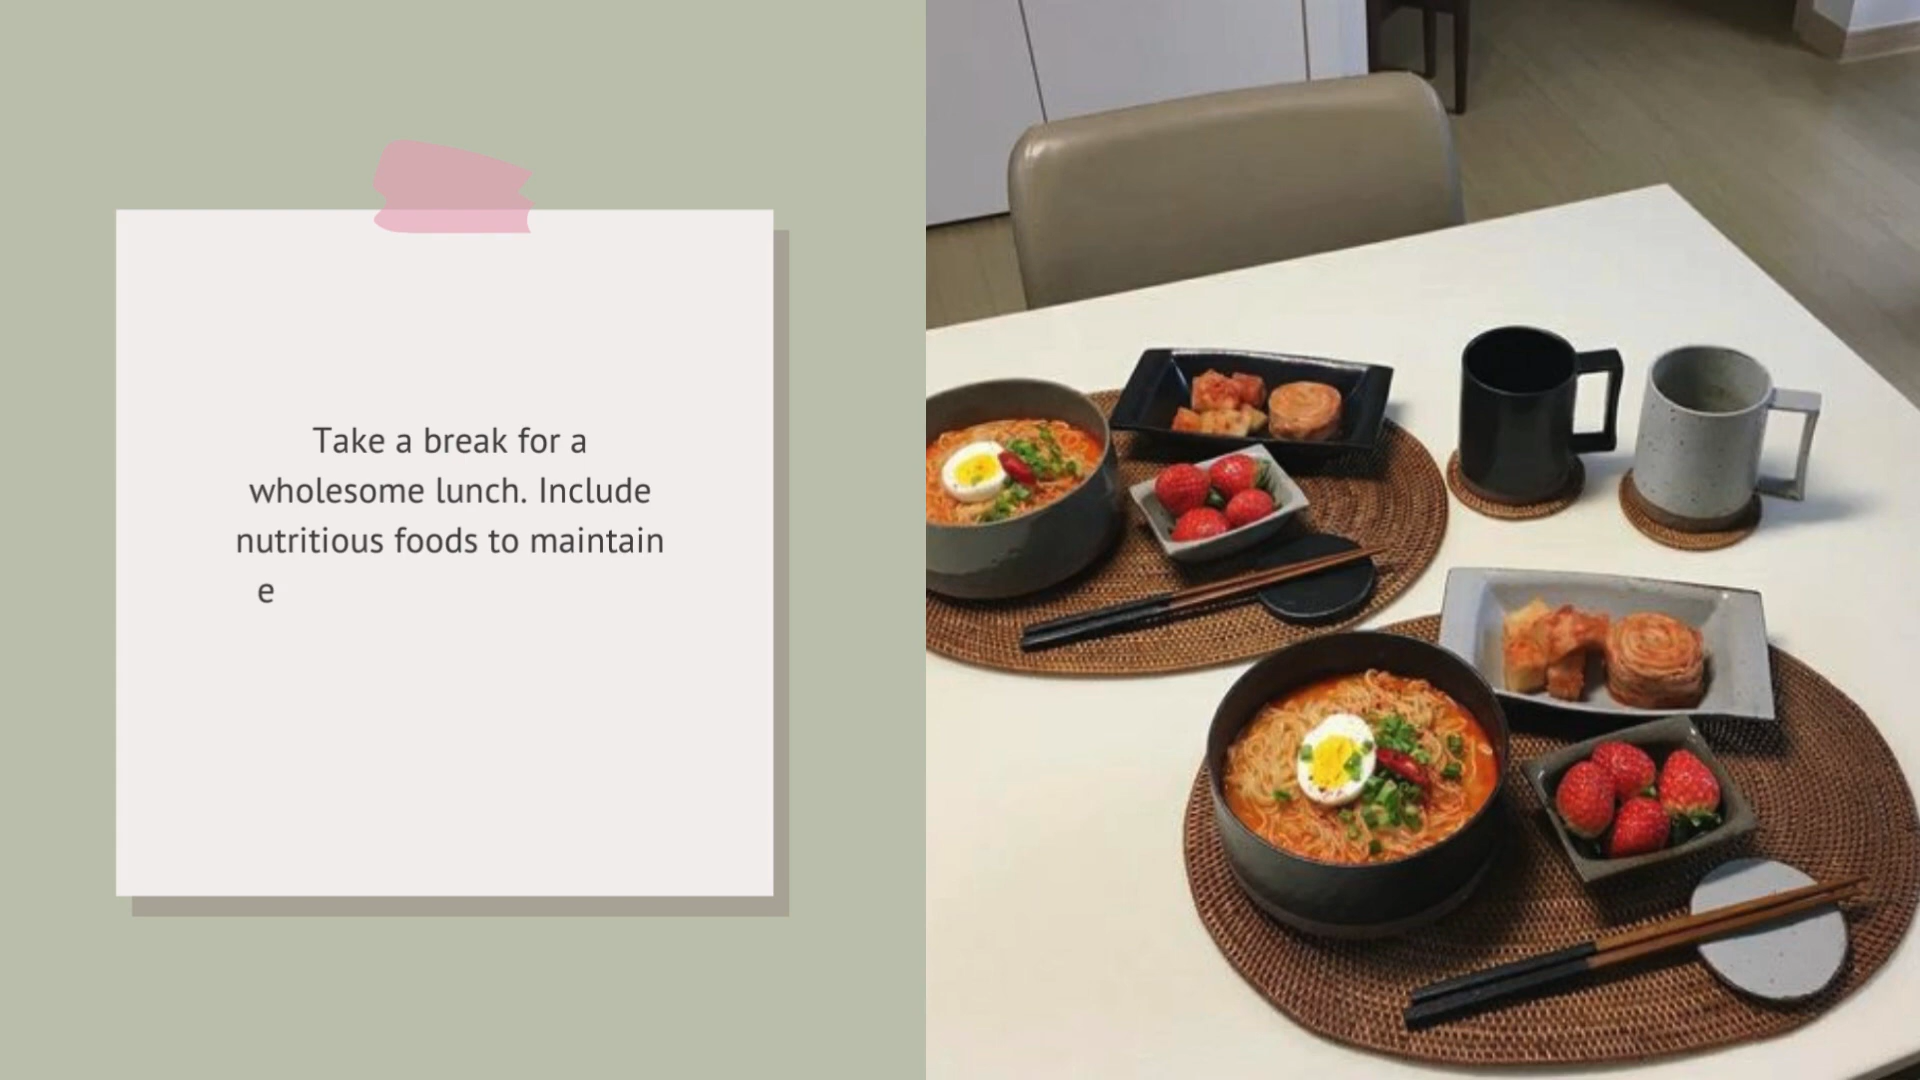 Take a break for a
wholesome lunch. Include
nutritious foods to maintain
e